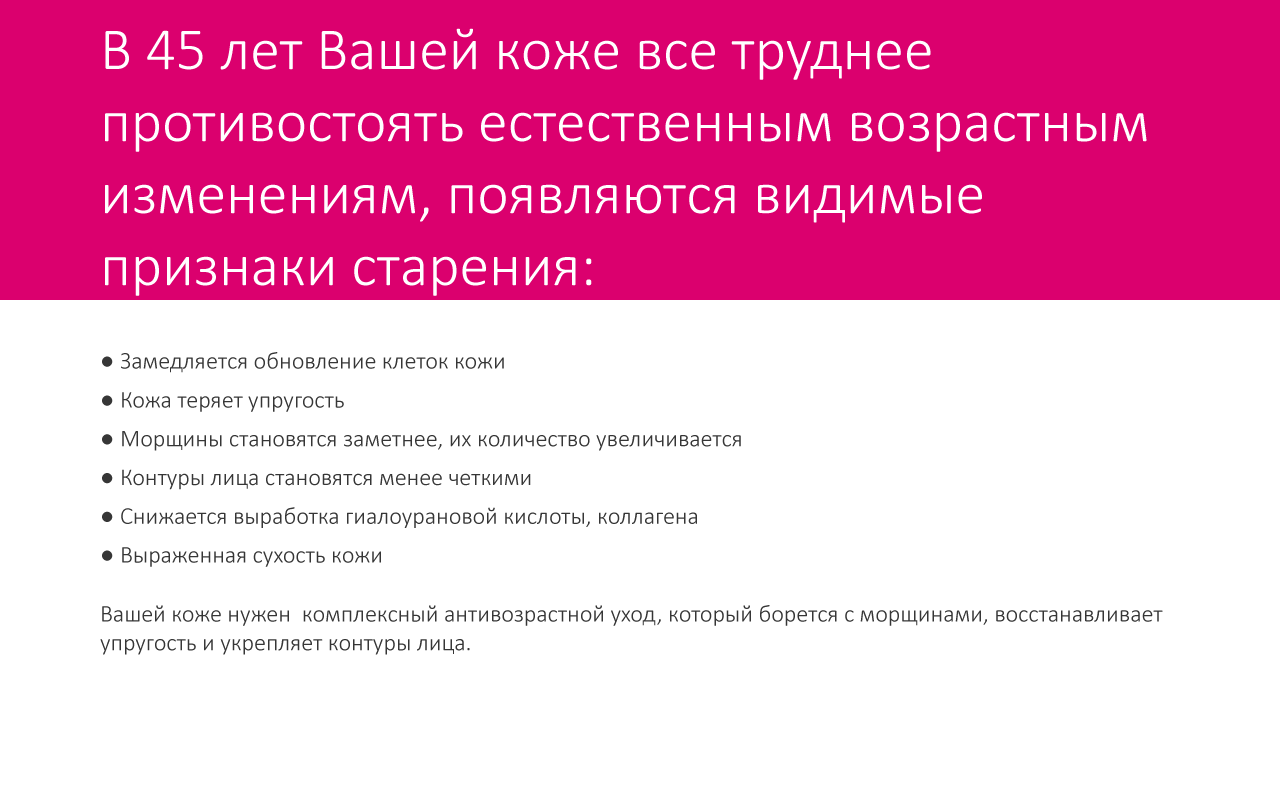 В 45 лет Вашей коже все труднее
противостоять естественным возрастным
изменениям, появляются видимые
признаки старения:
● Замедляется обновление клеток кожи
● Кожа теряет упругость
● Морщины становятся заметнее, их количество увеличивается
● Контуры лица становятся менее четкими
● Снижается выработка гиалоурановой кислоты, коллагена
● Выраженная сухость кожи
Вашей коже нужен  комплексный антивозрастной уход, который борется с морщинами, восстанавливает
упругость и укрепляет контуры лица.